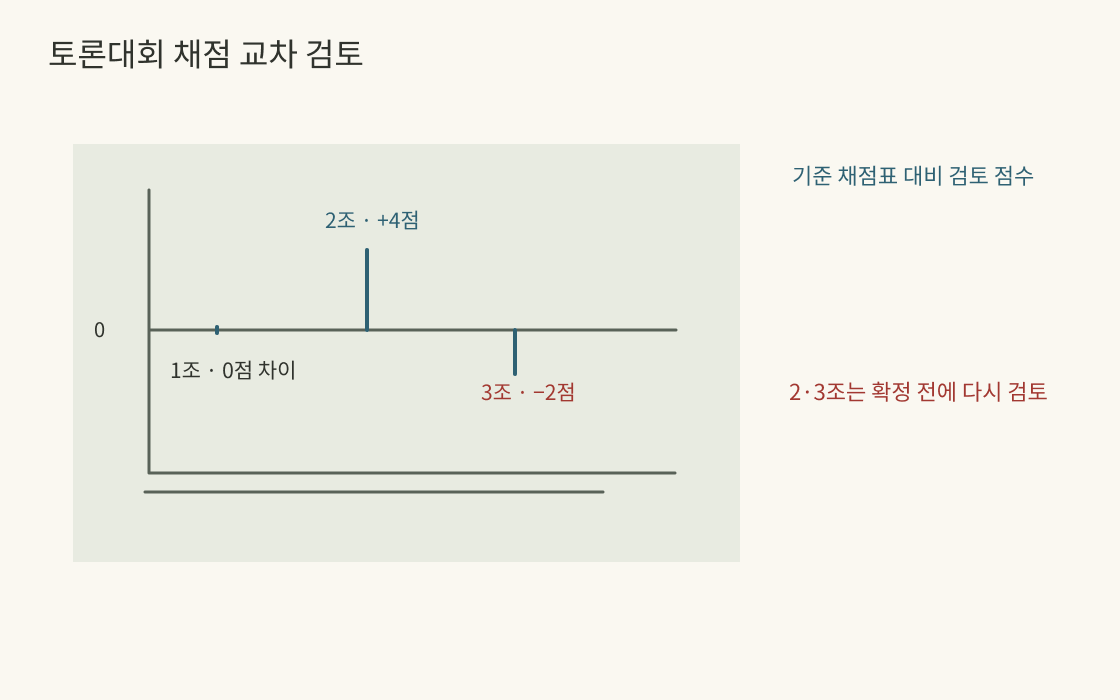 토론대회 채점 교차 검토
기준 채점표 대비 검토 점수
2조 · +4점
0
1조 · 0점 차이
3조 · −2점
2·3조는 확정 전에 다시 검토